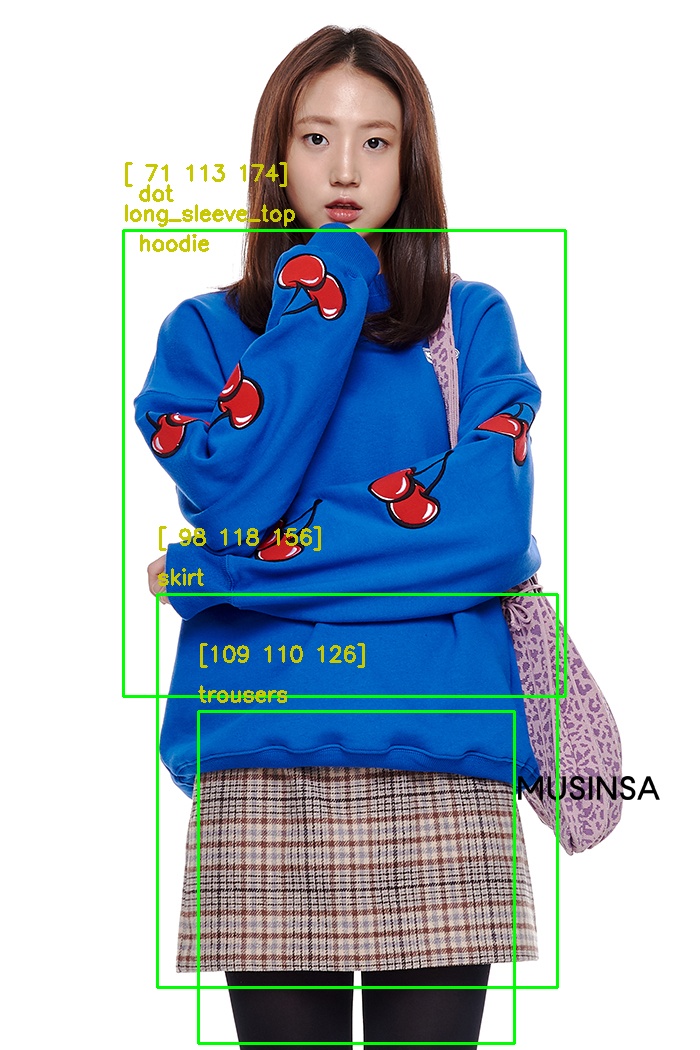 [ 71 113 174]
dot
long_sleeve_top
hoodie
[ 98 118 156]
skirt
[109 110 126]
trousers
MUSINSA